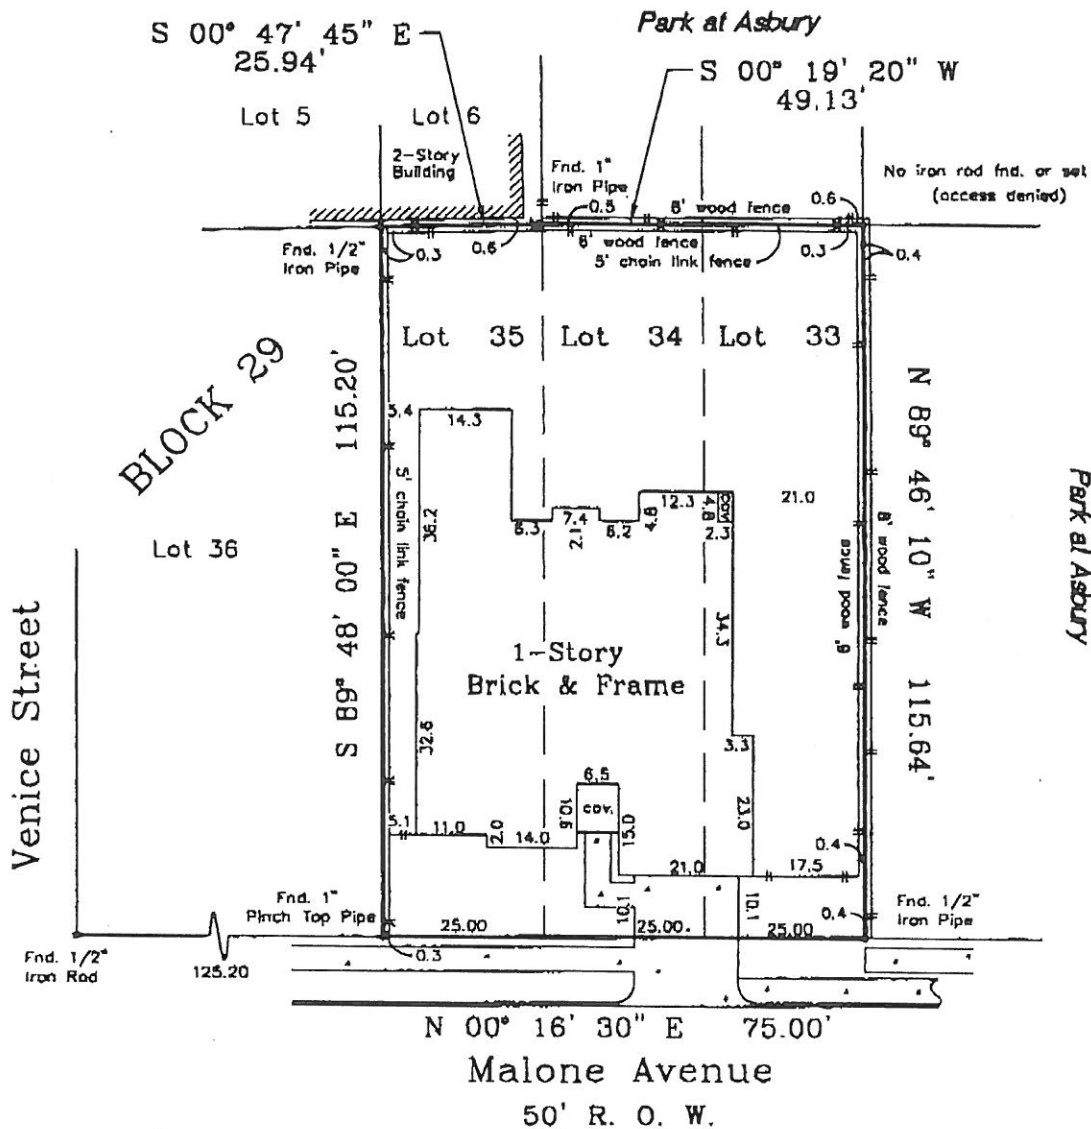 Park at Asbury
S 00° 47' 45" E
25.94'
S 00° 19' 20" W
49.13'
Lot 5
Lot 6
2-Story
Building
Fnd. 1"
Iron Pipe
No iron rod fnd. or set
(access denied)
0.6
0.5
8' wood fence
Fnd. 1/2"
Iron Pipe
0.3
0.6
6' wood fence
5' chain link fence
0.3
0.4
Lot 35
Lot 34
Lot 33
BLOCK 29
S 89° 48' 00" E 115.20'
N 89° 46' 10" W 115.64'
Park at Asbury
5.4
14.3
5' chain link fence
36.2
6.3
7.4
2.1
6.2
4.8
12.3
4.8
cov.
2.3
21.0
6' wood fence
8' wood fence
Lot 36
34.3
1-Story
Brick & Frame
Venice Street
32.6
3.3
6.5
10.6
cov.
15.0
23.0
5.1
11.0
2.0
14.0
21.0
17.5
0.4
10.1
10.1
Fnd. 1"
Pinch Top Pipe
25.00
25.00
25.00
0.4
Fnd. 1/2"
Iron Pipe
Fnd. 1/2"
Iron Rod
125.20
0.3
N 00° 16' 30" E 75.00'
Malone Avenue
50' R. O. W.